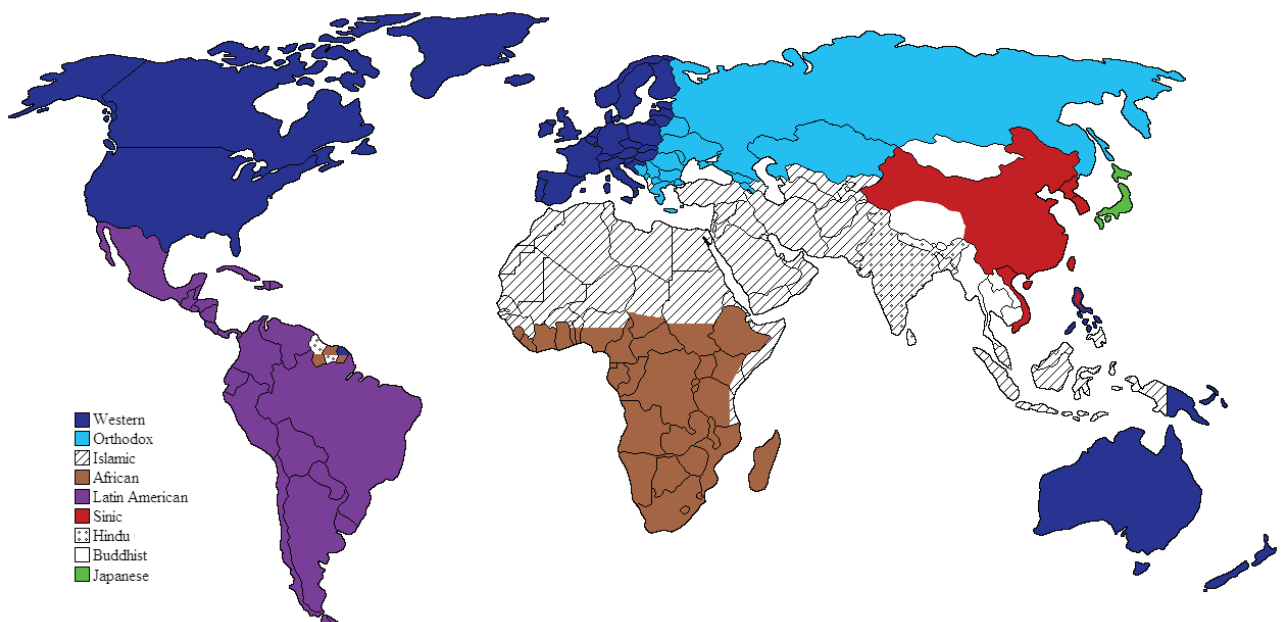 Western
Orthodox
Islamic
African
Latin American
Sinic
Hindu
Buddhist
Japanese